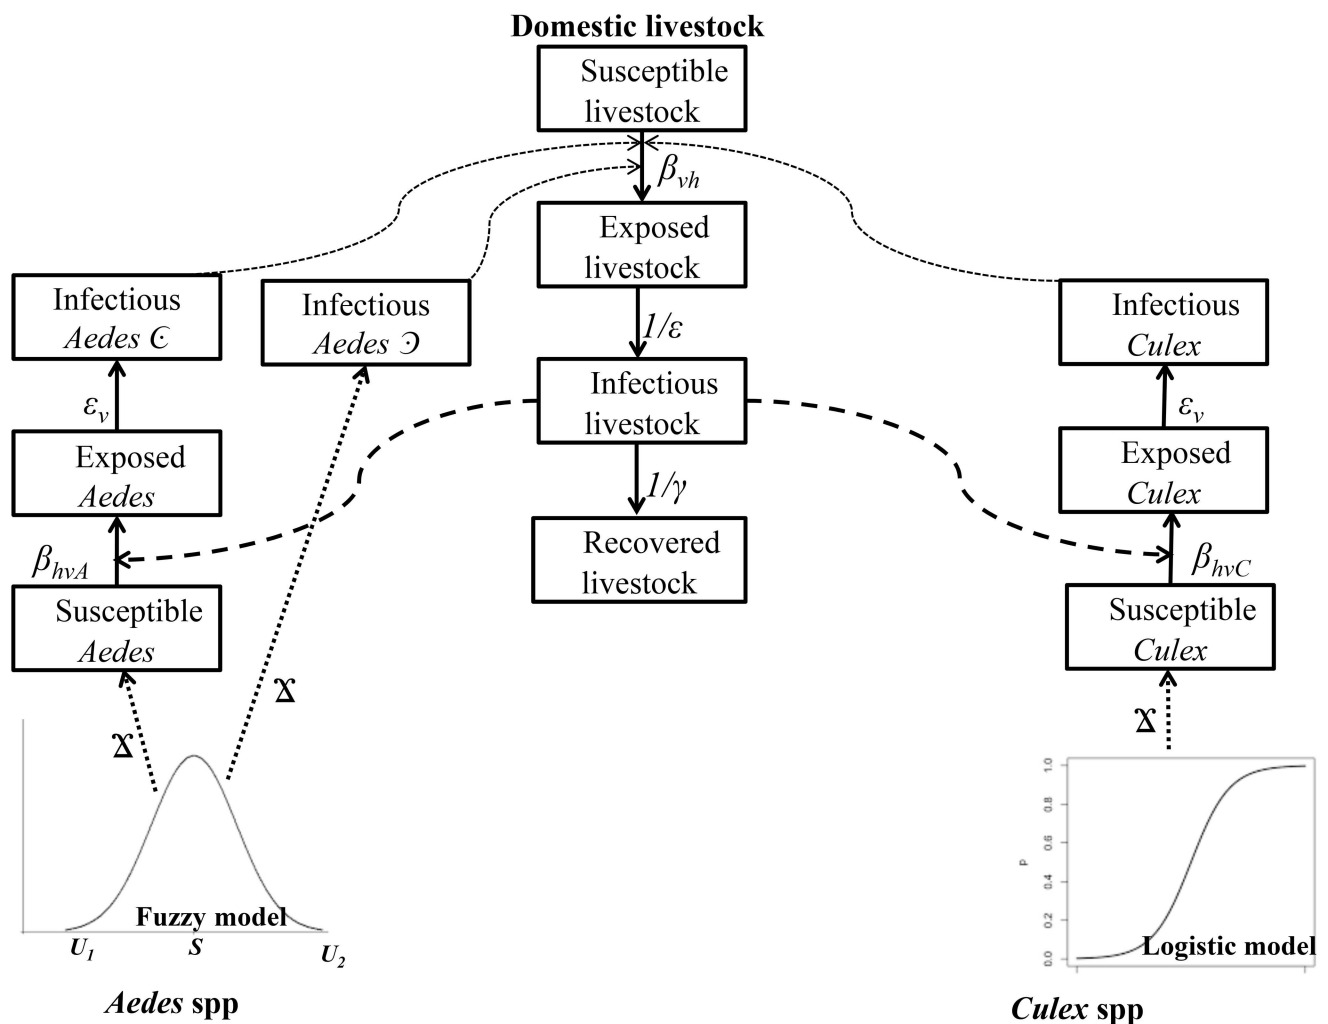 Domestic livestock
Susceptible
livestock
β_vh
Exposed
livestock
1/ε
Infectious
livestock
1/γ
Recovered
livestock
Infectious
Aedes Ͼ
ε_v
Exposed
Aedes
β_hvA
Susceptible
Aedes
Infectious
Aedes Ͽ
Ϫ
Ϫ
Fuzzy model
U_1
S
U_2
Aedes spp
Infectious
Culex
ε_v
Exposed
Culex
β_hvC
Susceptible
Culex
Ϫ
1.0
0.8
0.6
0.4
0.2
0.0
p
Logistic model
Culex spp